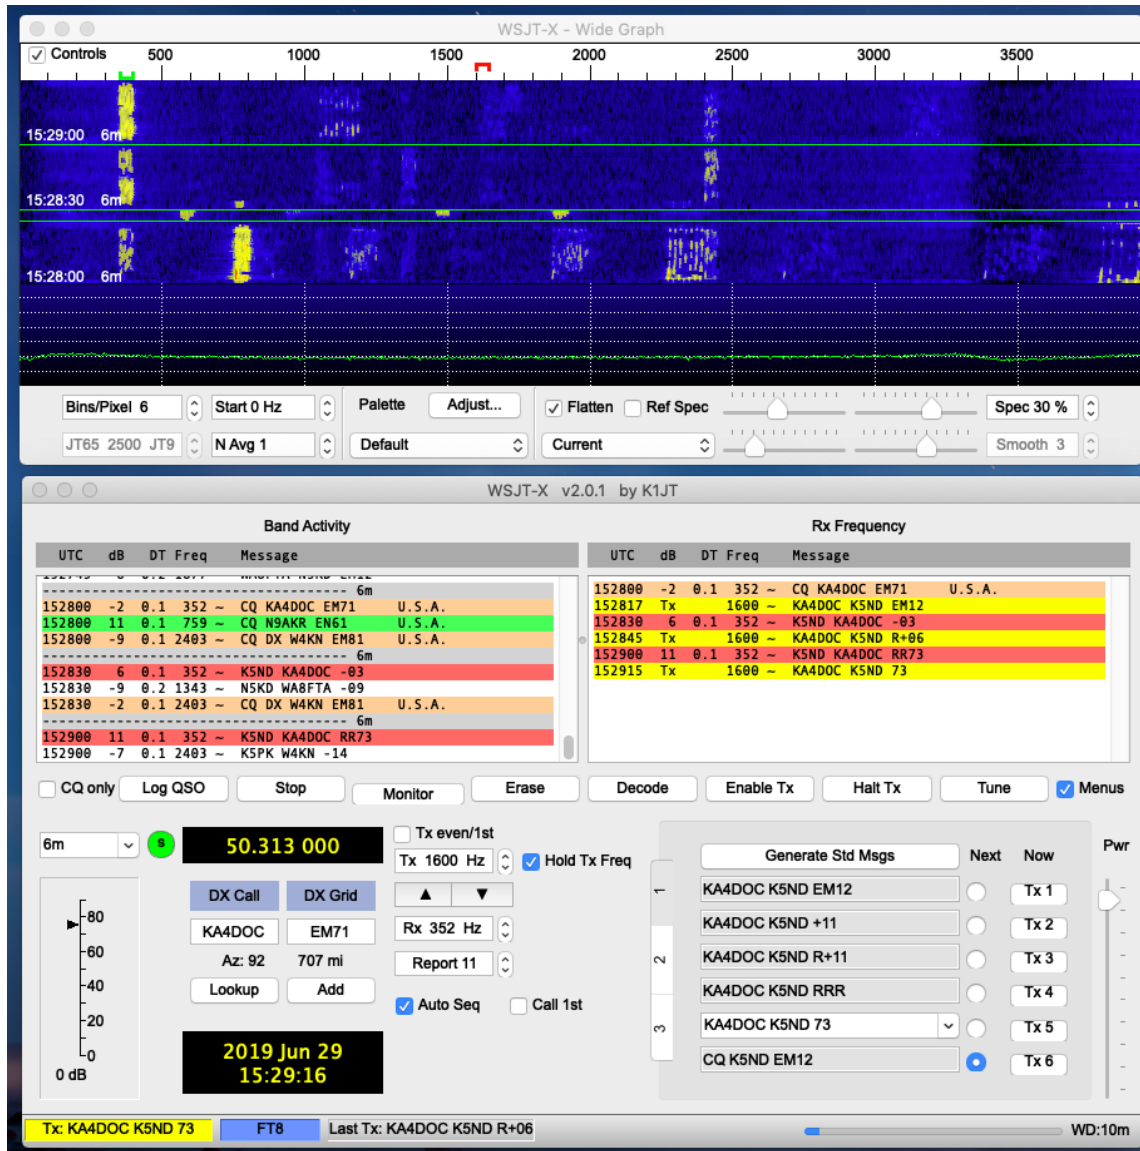 WSJT-X - Wide Graph
Controls 500 1000 1500 2000 2500 3000 3500
15:29:00 6m
15:28:30 6m
15:28:00 6m
Bins/Pixel 6 Start 0 Hz Palette Adjust... Flatten Ref Spec Spec 30 %
JT65 2500 JT9 N Avg 1 Default Current Smooth 3
WSJT-X v2.0.1 by K1JT
Band Activity Rx Frequency
UTC dB DT Freq Message
------------------------------------ 6m
152800 -2 0.1 352 ~ CQ KA4DOC EM71 U.S.A.
152800 11 0.1 759 ~ CQ N9AKR EN61 U.S.A.
152800 -9 0.1 2403 ~ CQ DX W4KN EM81 U.S.A.
------------------------------------ 6m
152830 6 0.1 352 ~ K5ND KA4DOC -03
152830 -9 0.2 1343 ~ N5KD WA8FTA -09
152830 -2 0.1 2403 ~ CQ DX W4KN EM81 U.S.A.
------------------------------------ 6m
152900 11 0.1 352 ~ K5ND KA4DOC RR73
152900 -7 0.1 2403 ~ K5PK W4KN -14
UTC dB DT Freq Message
152800 -2 0.1 352 ~ CQ KA4DOC EM71 U.S.A.
152817 Tx 1600 ~ KA4DOC K5ND EM12
152830 6 0.1 352 ~ K5ND KA4DOC -03
152845 Tx 1600 ~ KA4DOC K5ND R+06
152900 11 0.1 352 ~ K5ND KA4DOC RR73
152915 Tx 1600 ~ KA4DOC K5ND 73
CQ only Log QSO Stop Monitor Erase Decode Enable Tx Halt Tx Tune Menus
6m S 50.313 000
-80
-60
-40
-20
0
0 dB
DX Call DX Grid
KA4DOC EM71
Az: 92 707 mi
Lookup Add
2019 Jun 29
15:29:16
Tx even/1st
Tx 1600 Hz Hold Tx Freq
▲ ▼
Rx 352 Hz
Report 11
Auto Seq Call 1st
1
2
3
Generate Std Msgs Next Now Pwr
KA4DOC K5ND EM12 Tx 1
KA4DOC K5ND +11 Tx 2
KA4DOC K5ND R+11 Tx 3
KA4DOC K5ND RRR Tx 4
KA4DOC K5ND 73 Tx 5
CQ K5ND EM12 Tx 6
Tx: KA4DOC K5ND 73 FT8 Last Tx: KA4DOC K5ND R+06 WD:10m